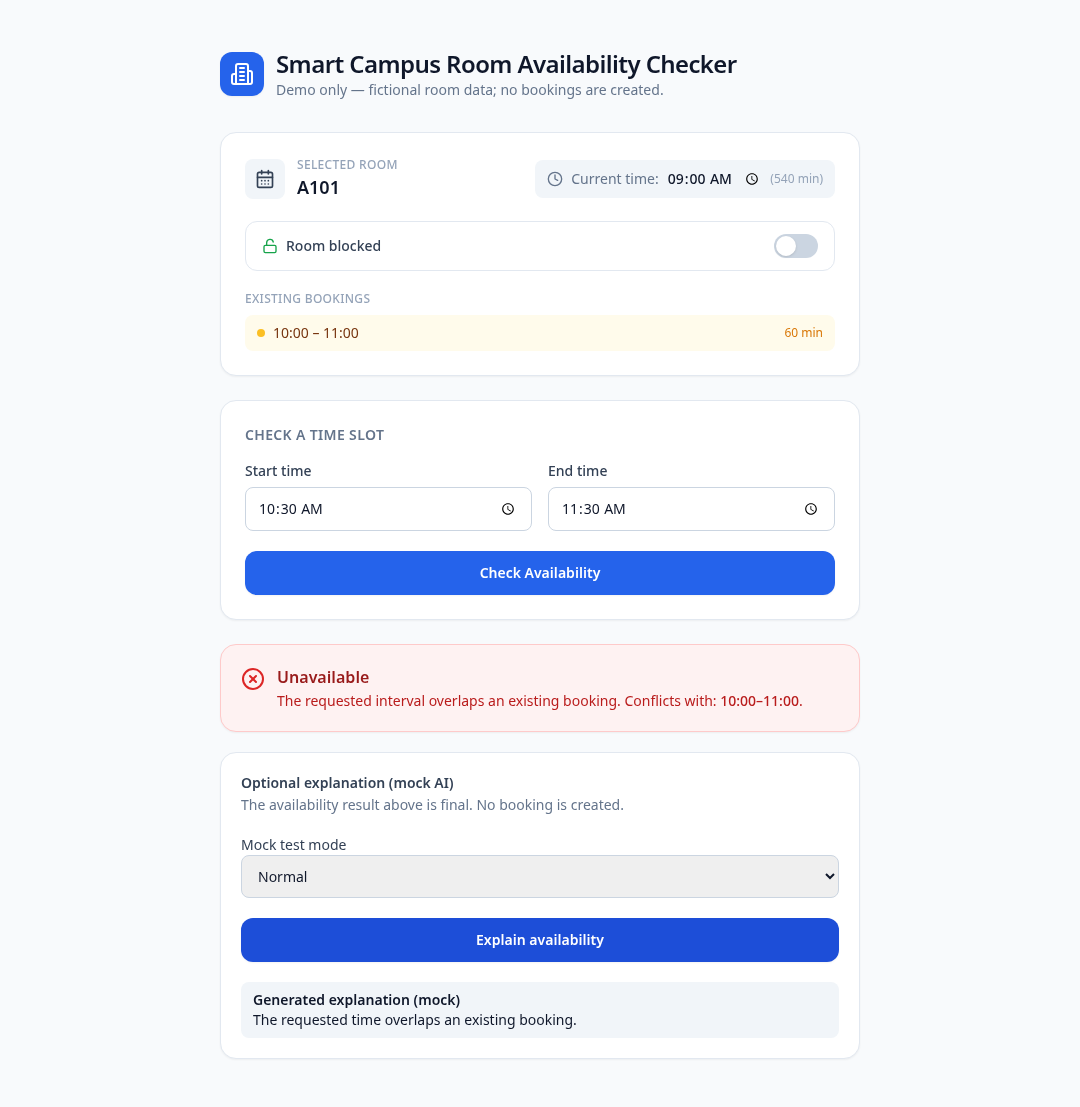 Smart Campus Room Availability Checker
Demo only — fictional room data; no bookings are created.
SELECTED ROOM
A101
Current time: 09:00 AM (540 min)
Room blocked
EXISTING BOOKINGS
10:00 – 11:00 60 min
CHECK A TIME SLOT
Start time End time
10:30 AM 11:30 AM
Check Availability
Unavailable
The requested interval overlaps an existing booking. Conflicts with: 10:00–11:00.
Optional explanation (mock AI)
The availability result above is final. No booking is created.
Mock test mode
Normal
Explain availability
Generated explanation (mock)
The requested time overlaps an existing booking.